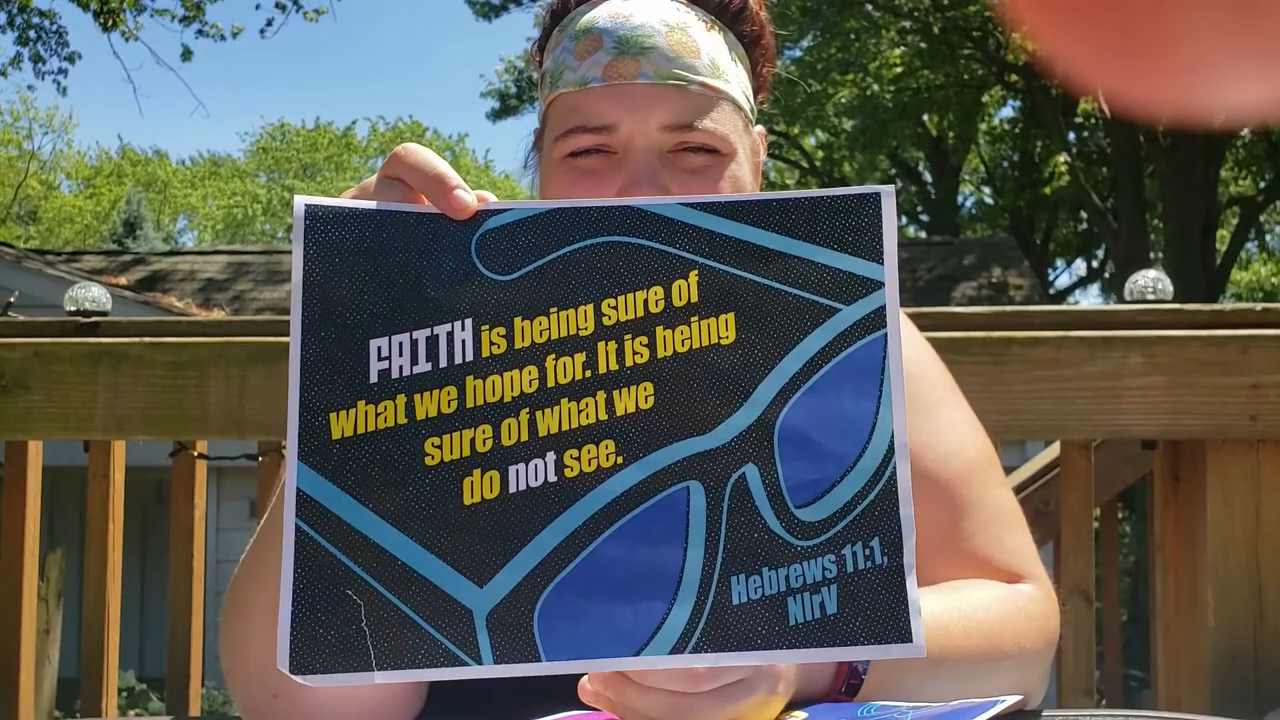 FAITH is being sure of
what we hope for. It is being
sure of what we
do not see.
Hebrews 11:1,
NIrV